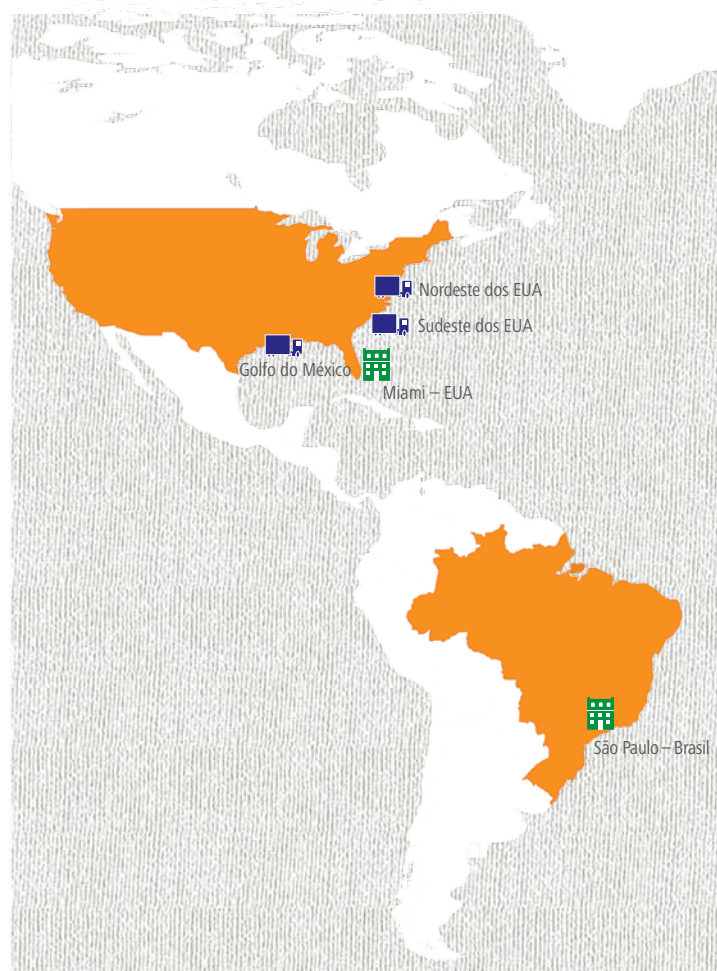 Nordeste dos EUA
Sudeste dos EUA
Golfo do México
Miami – EUA
São Paulo – Brasil